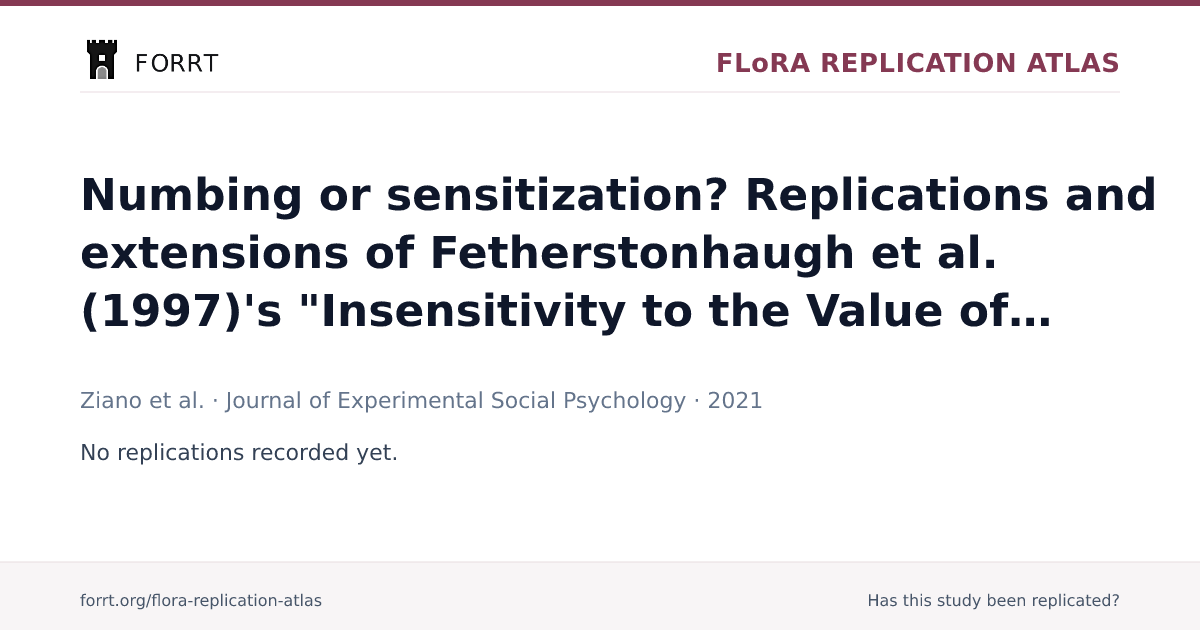 FORRT
FLoRA REPLICATION ATLAS
Numbing or sensitization? Replications and
extensions of Fetherstonhaugh et al.
(1997)'s "Insensitivity to the Value of…
Ziano et al. · Journal of Experimental Social Psychology · 2021
No replications recorded yet.
forrt.org/flora-replication-atlas
Has this study been replicated?